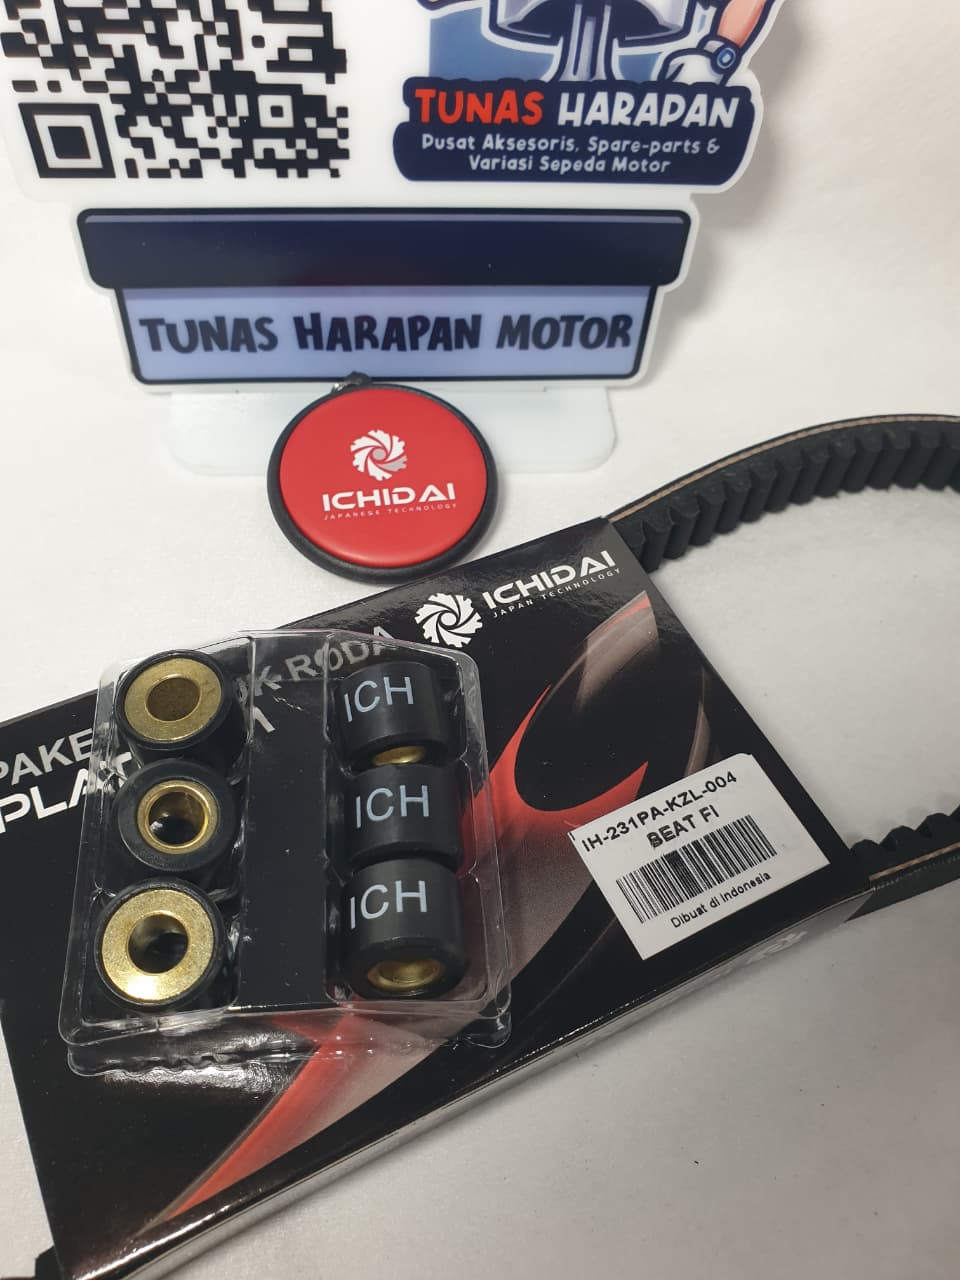 TUNAS HARAPAN
Pusat Aksesoris, Spare-parts &
Variasi Sepeda Motor
TUNAS HARAPAN MOTOR
ICHIDAI
JAPANESE TECHNOLOGY
ICHIDAI
JAPAN TECHNOLOGY
RODA
ICH
ICH
ICH
IH-231PA-KZL-004
BEAT FI
Dibuat di Indonesia